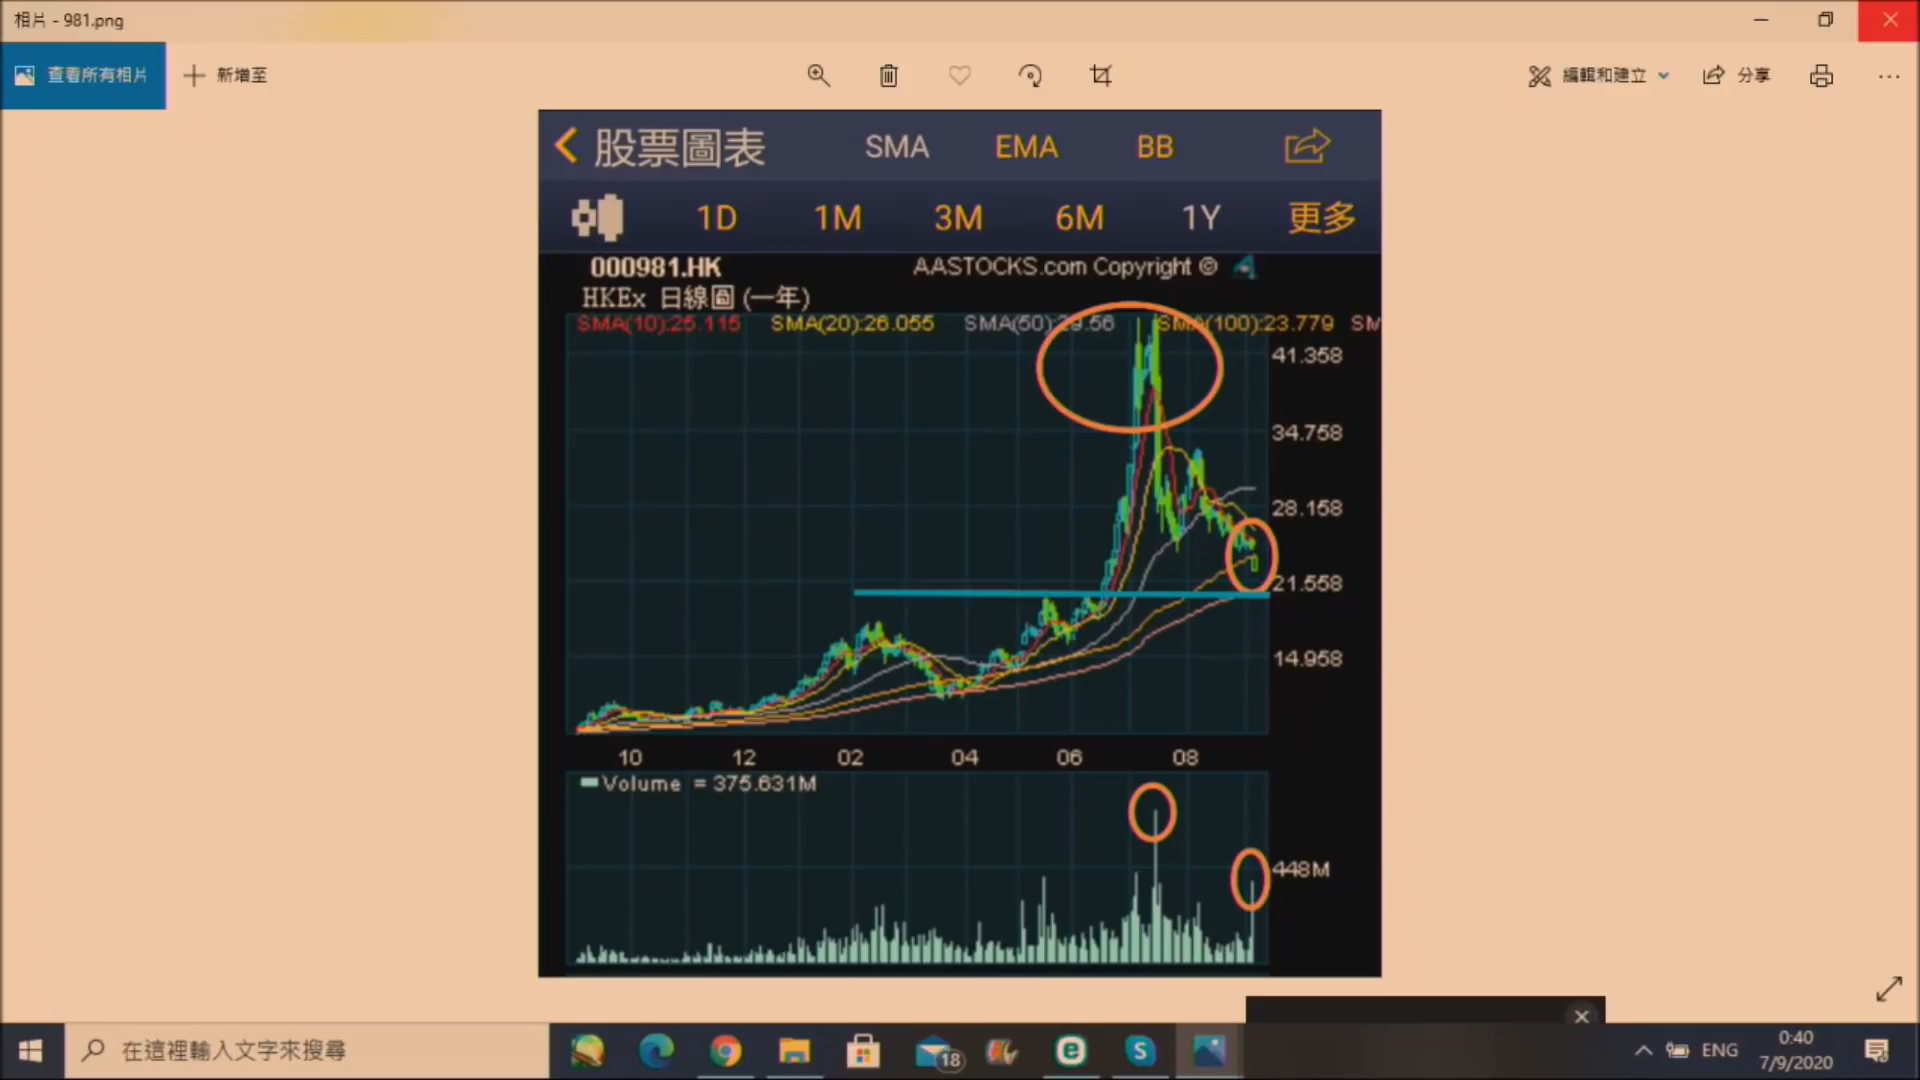 相片 - 981.png
查看所有相片
新增至
編輯和建立
分享
股票圖表 SMA EMA BB
1D 1M 3M 6M 1Y 更多
000981.HK AASTOCKS.com Copyright ©
HKEx 日線圖 (一年)
SMA(10):25.115 SMA(20):26.055 SMA(50):29.56 SMA(100):23.779 SM
41.358
34.758
28.158
21.558
14.958
10 12 02 04 06 08
Volume = 375.631M
448M
在這裡輸入文字來搜尋
18
ENG
0:40
7/9/2020